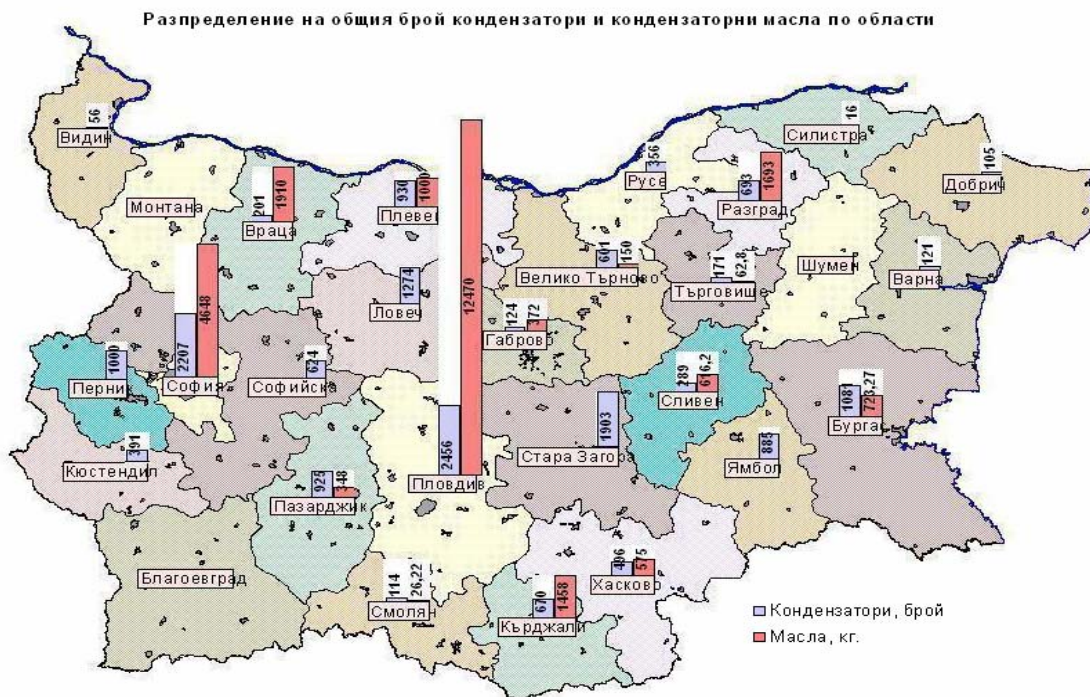 Разпределение на общия брой кондензатори и кондензаторни масла по области
56
Видин
Монтана
201
1910
Враца
930
1000
Плевен
12470
2456
Пловдив
356
Русе
693
1693
Разград
16
Силистра
105
Добрич
4648
2207
София
1274
Ловеч
601
150
Велико Търново
124
372
Габрово
171
62,8
Търговище
Шумен
121
Варна
1000
Перник
624
Софийска
289
616,2
Сливен
1081
723,27
Бургас
391
Кюстендил
1903
Стара Загора
885
Ямбол
925
348
Пазарджик
Благоевград
114
26,22
Смолян
670
1458
Кърджали
496
575
Хасково
Кондензатори, брой
Масла, кг.